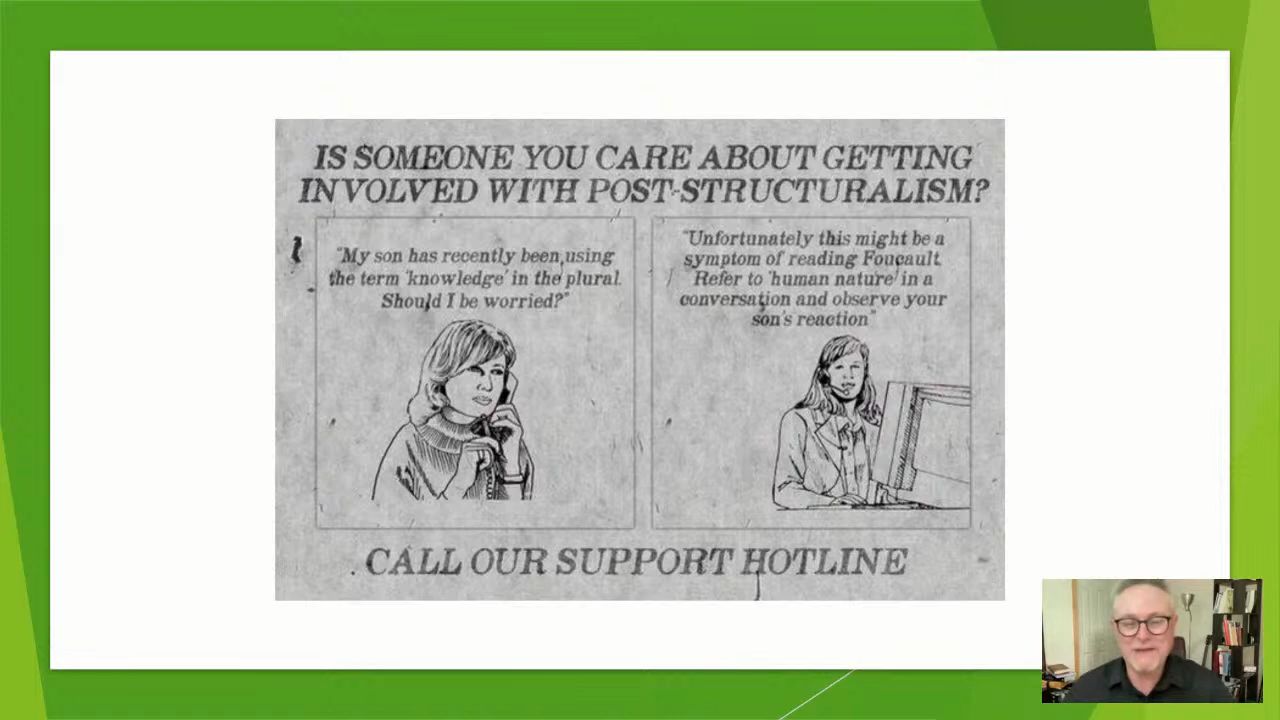 IS SOMEONE YOU CARE ABOUT GETTING
INVOLVED WITH POST-STRUCTURALISM?
"My son has recently been using
the term 'knowledge' in the plural.
Should I be worried?"
"Unfortunately this might be a
symptom of reading Foucault.
Refer to 'human nature' in a
conversation and observe your
son's reaction"
CALL OUR SUPPORT HOTLINE